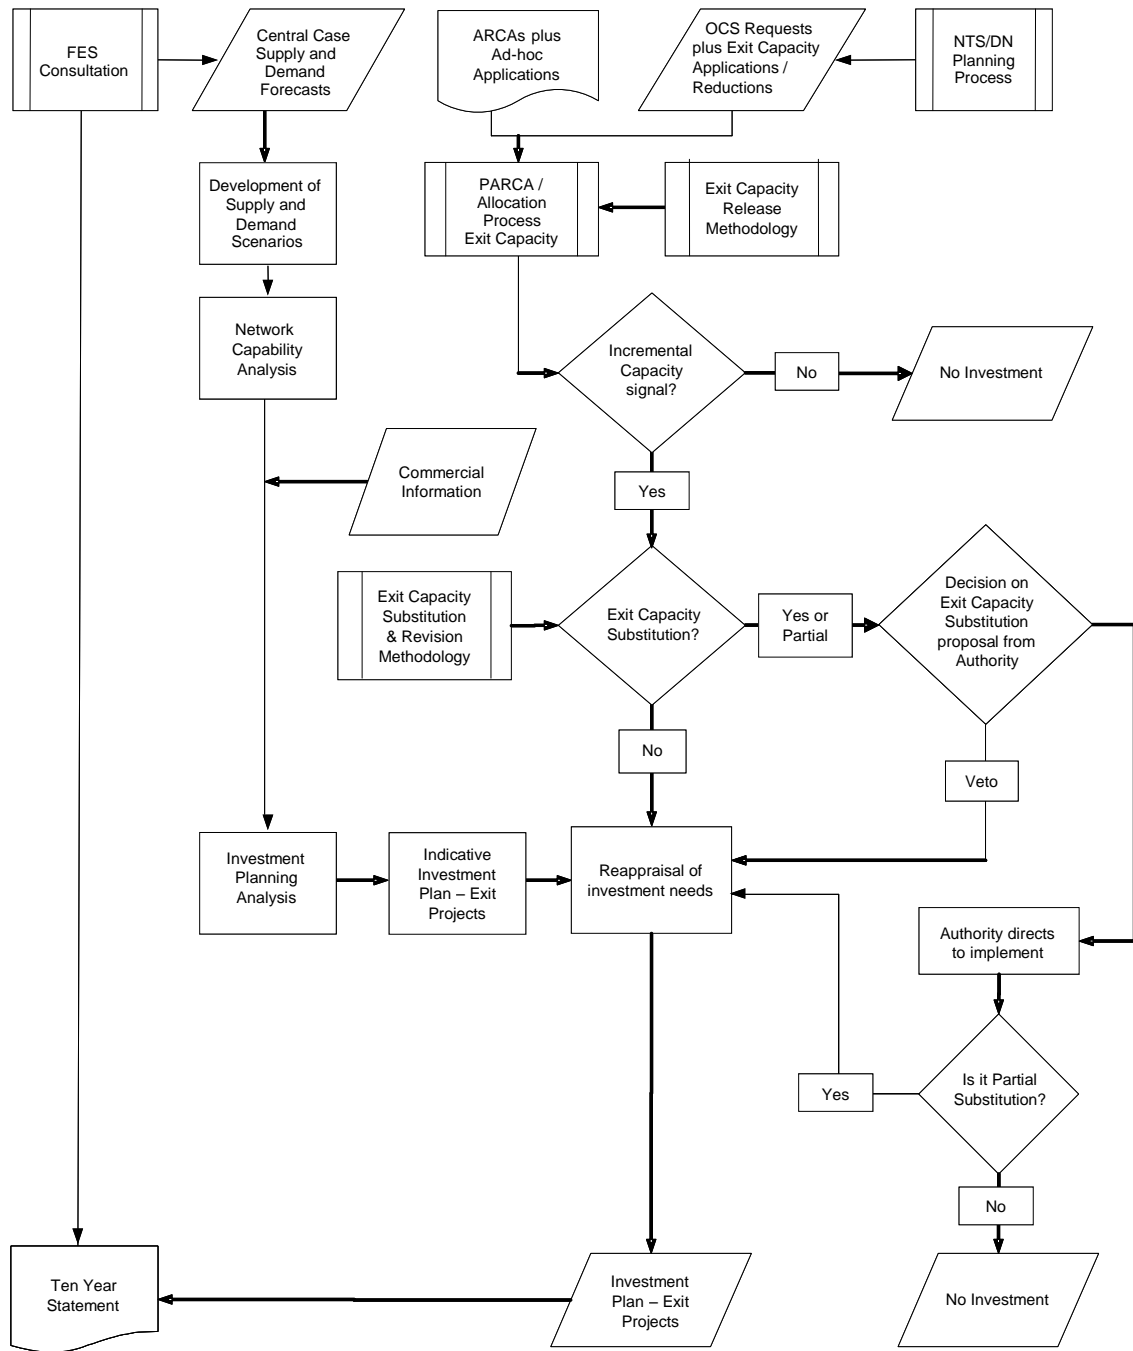 FES
Consultation
Central Case
Supply and
Demand
Forecasts
ARCAs plus
Ad-hoc
Applications
OCS Requests
plus Exit Capacity
Applications /
Reductions
NTS/DN
Planning
Process
Development of
Supply and
Demand
Scenarios
PARCA /
Allocation
Process
Exit Capacity
Exit Capacity
Release
Methodology
Network
Capability
Analysis
Incremental
Capacity
signal?
No
No Investment
Commercial
Information
Yes
Exit Capacity
Substitution
& Revision
Methodology
Exit Capacity
Substitution?
Yes or
Partial
Decision on
Exit Capacity
Substitution
proposal from
Authority
No
Veto
Investment
Planning
Analysis
Indicative
Investment
Plan – Exit
Projects
Reappraisal of
investment needs
Authority directs
to implement
Yes
Is it Partial
Substitution?
No
Ten Year
Statement
Investment
Plan – Exit
Projects
No Investment